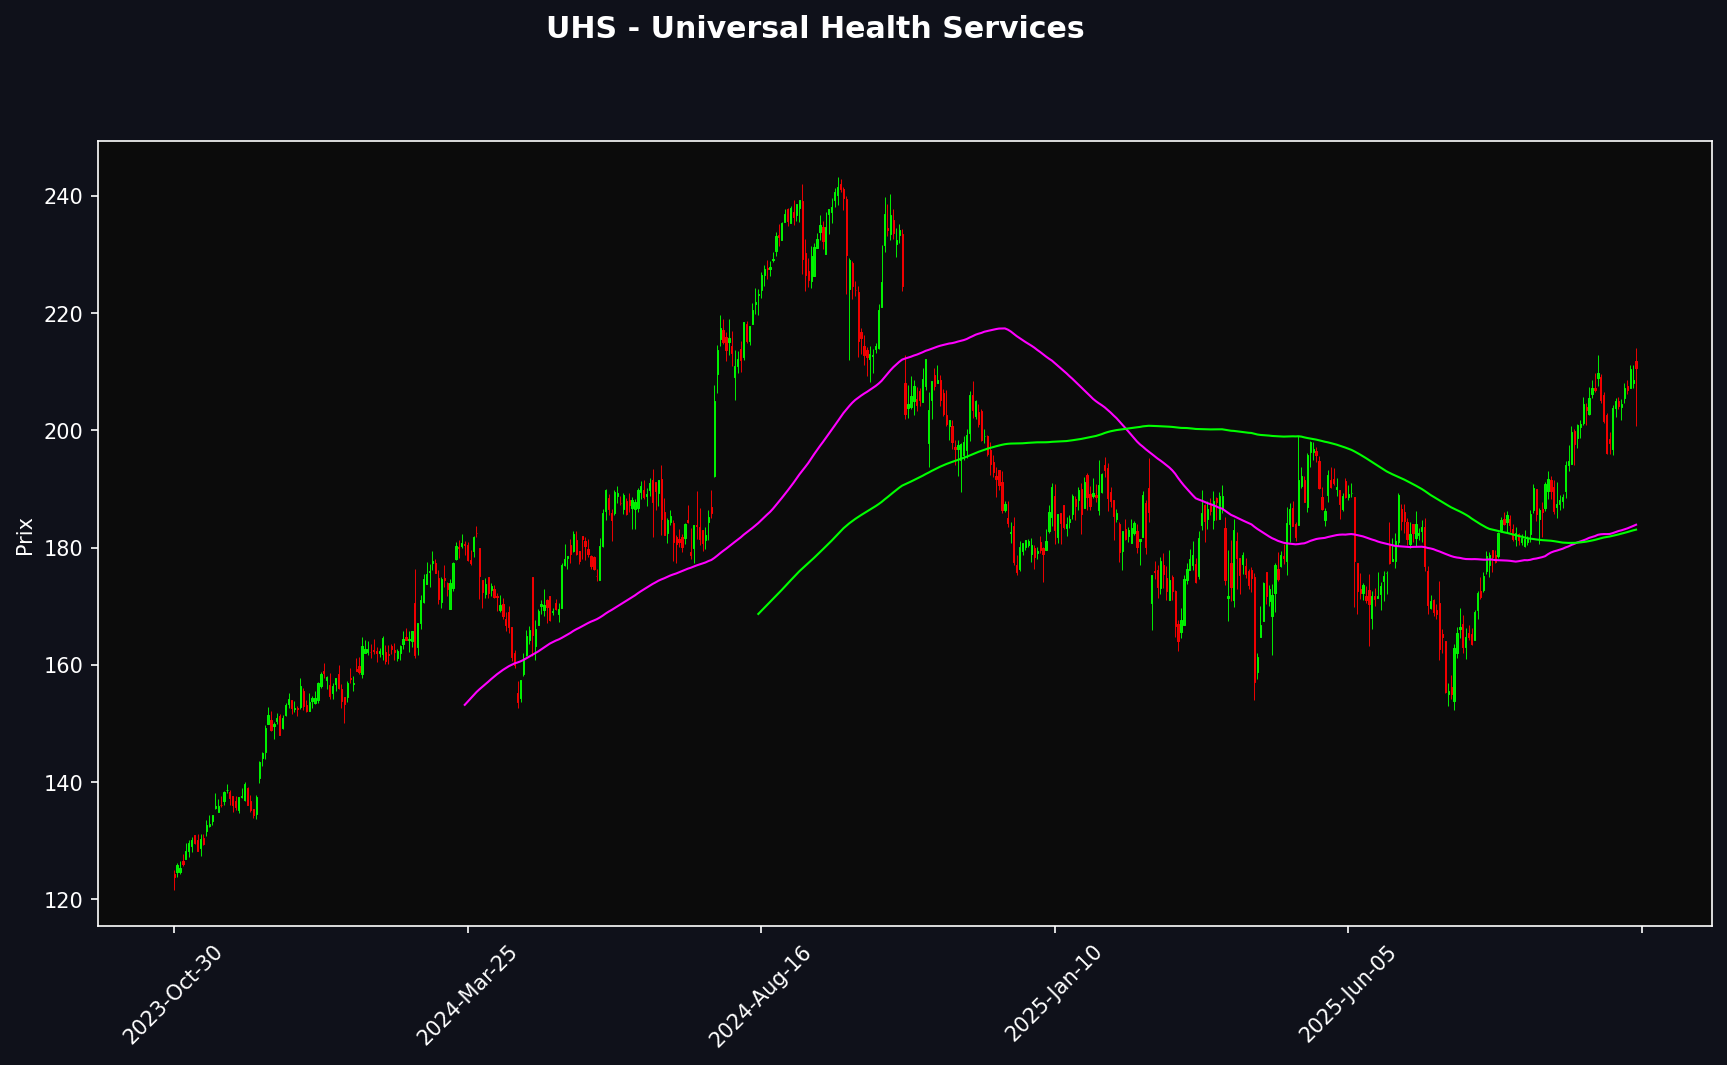 UHS - Universal Health Services
Prix
240
220
200
180
160
140
120
2023-Oct-30
2024-Mar-25
2024-Aug-16
2025-Jan-10
2025-Jun-05